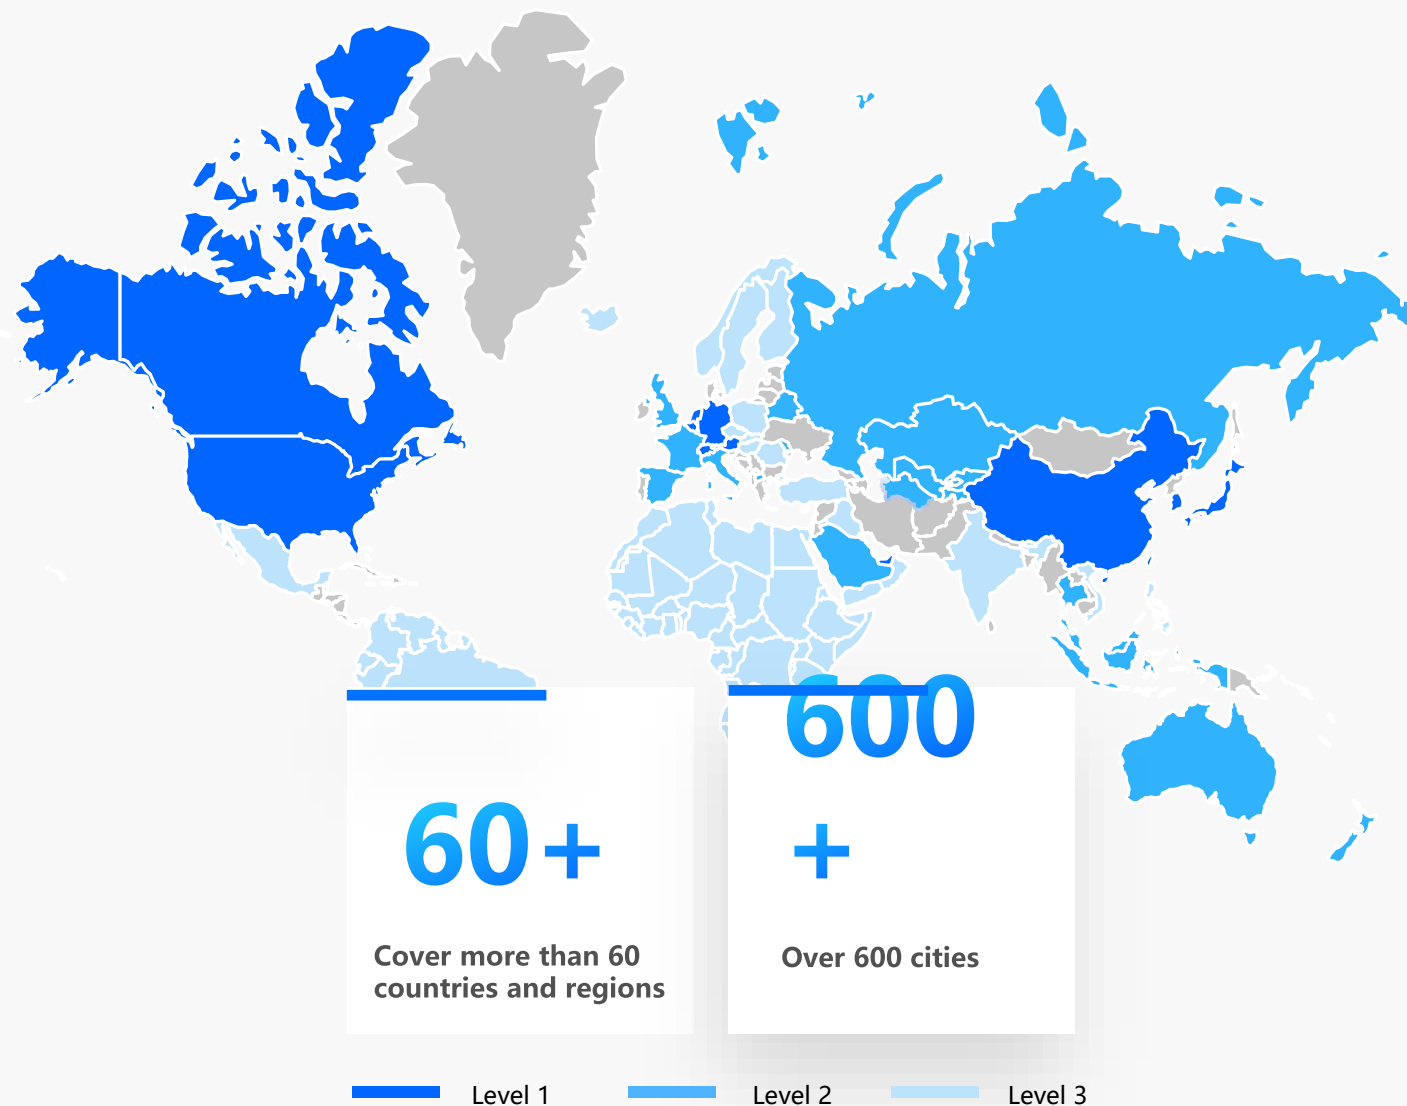 600
60+
+
Cover more than 60
countries and regions
Over 600 cities
Level 1
Level 2
Level 3